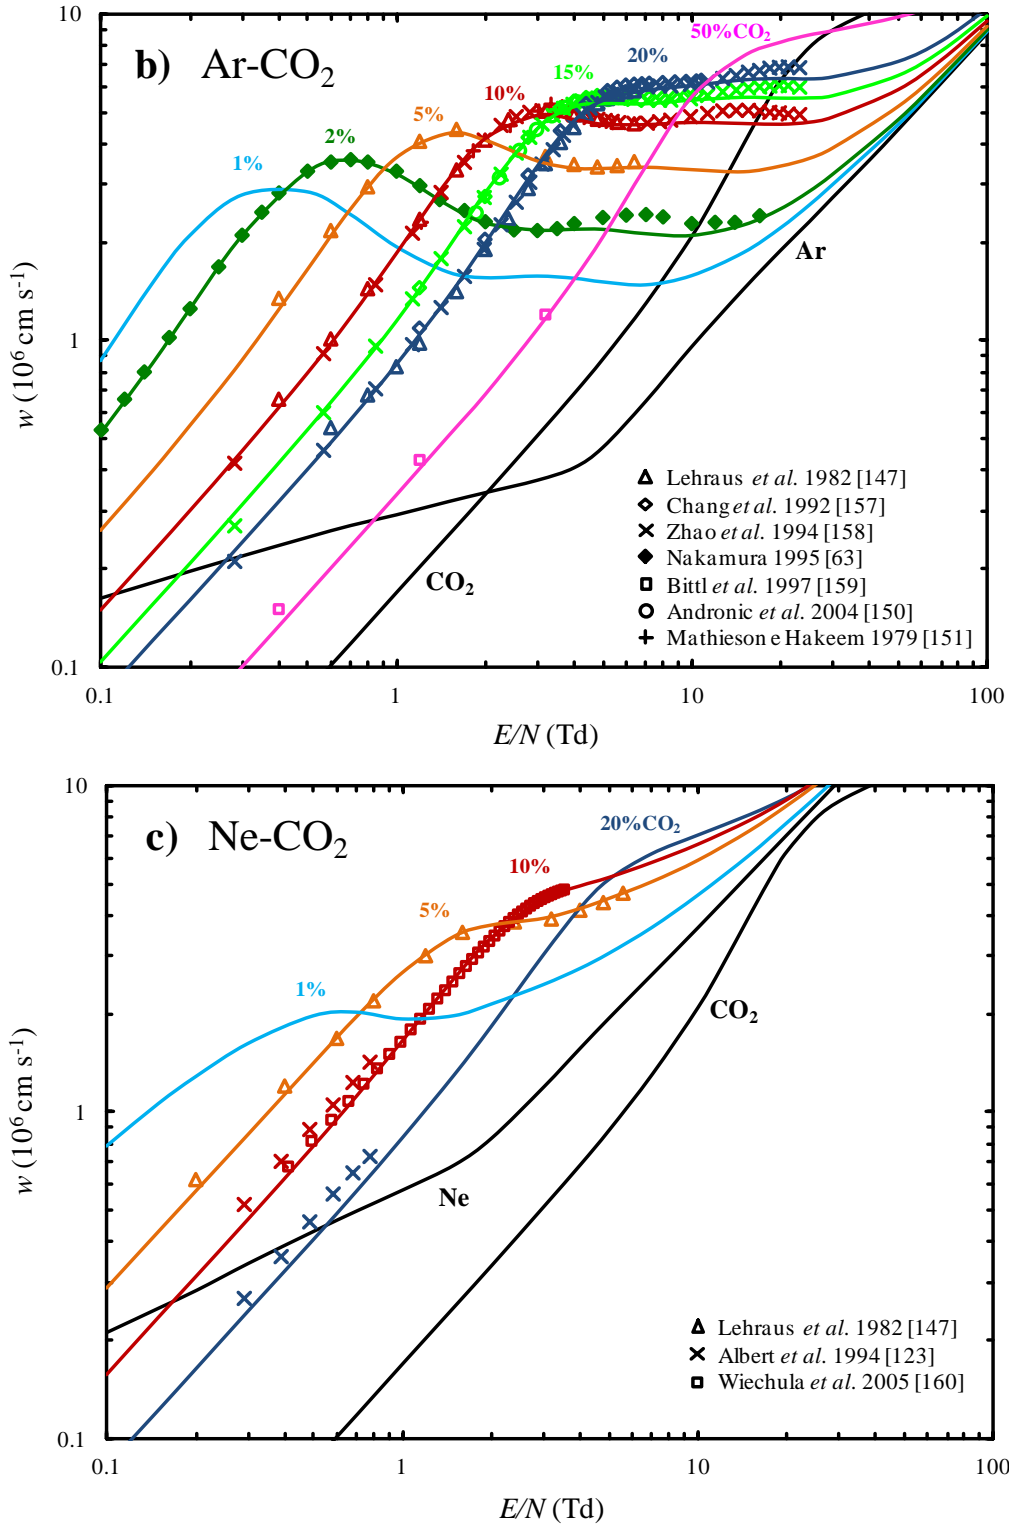 b) Ar-CO₂
10
50%CO₂
20%
15%
10%
5%
2%
1%
Ar
1
w (10⁶ cm s⁻¹)
CO₂
Lehraus et al. 1982 [147]
Chang et al. 1992 [157]
Zhao et al. 1994 [158]
Nakamura 1995 [63]
Bittl et al. 1997 [159]
Andronic et al. 2004 [150]
Mathieson e Hakeem 1979 [151]
0.1
0.1 1 10 100
E/N (Td)
10
c) Ne-CO₂
20%CO₂
10%
5%
1%
CO₂
1
w (10⁶ cm s⁻¹)
Ne
Lehraus et al. 1982 [147]
Albert et al. 1994 [123]
Wiechula et al. 2005 [160]
0.1
0.1 1 10 100
E/N (Td)